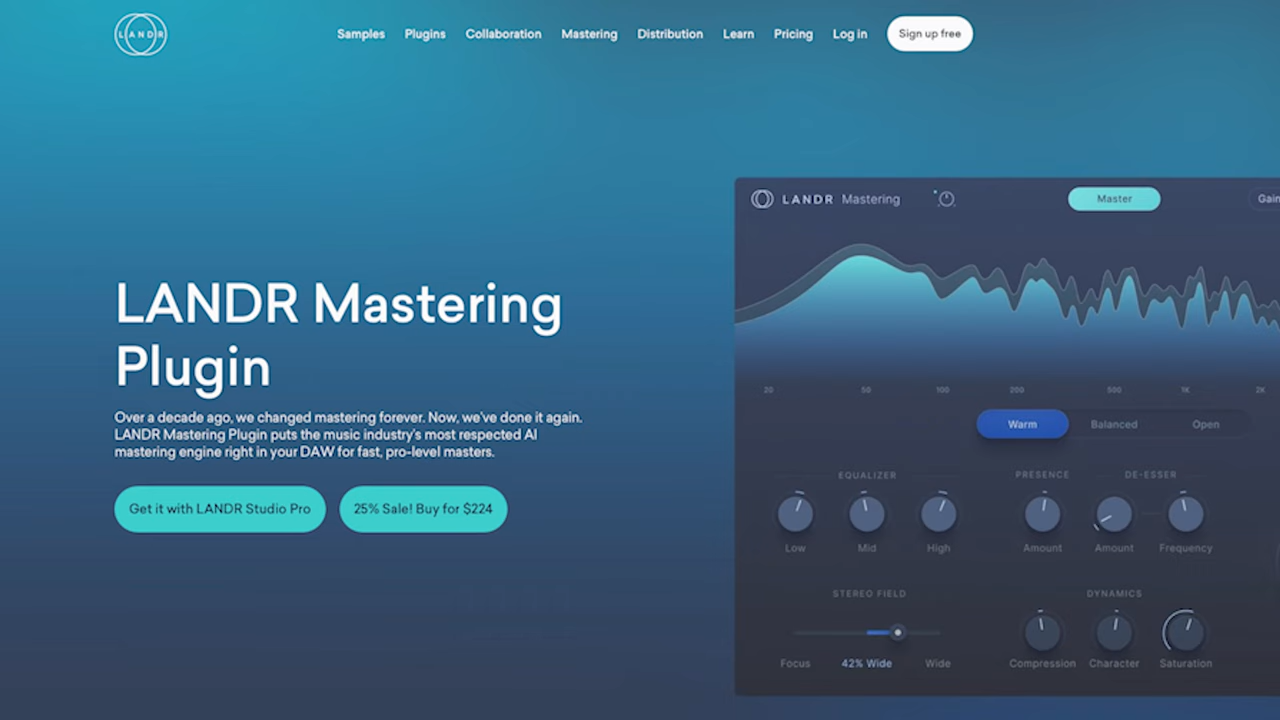 LANDR
Samples Plugins Collaboration Mastering Distribution Learn Pricing Log in Sign up free
LANDR Mastering
Plugin
Over a decade ago, we changed mastering forever. Now, we've done it again.
LANDR Mastering Plugin puts the music industry's most respected AI
mastering engine right in your DAW for fast, pro-level masters.
Get it with LANDR Studio Pro 25% Sale! Buy for $224
LANDR Mastering Master Gain
20 50 100 200 500 1K 2K
Warm Balanced Open
EQUALIZER PRESENCE DE-ESSER
Low Mid High Amount Amount Frequency
STEREO FIELD DYNAMICS
Focus 42% Wide Wide Compression Character Saturation